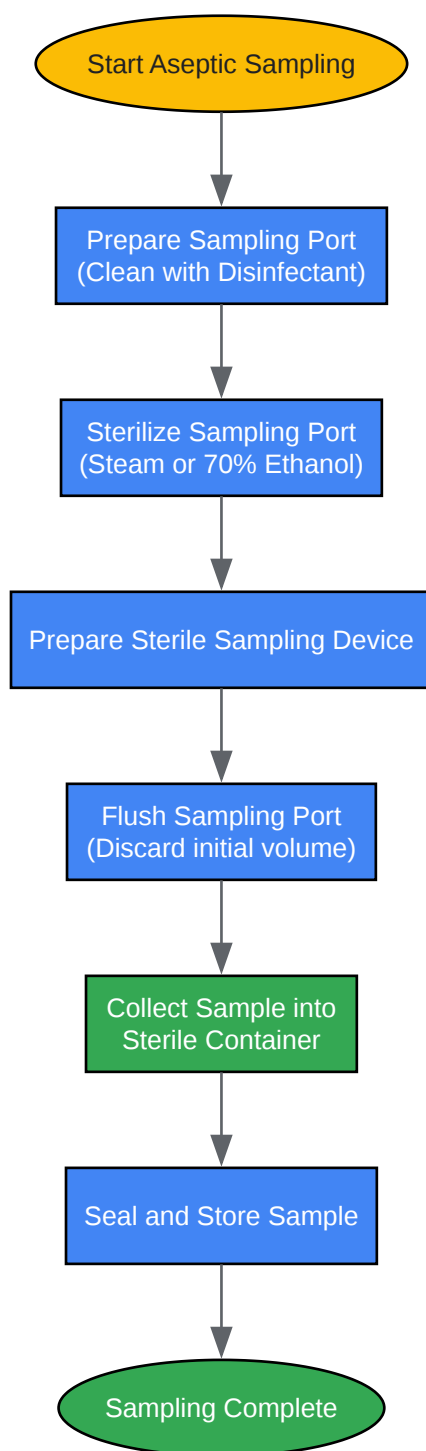 Start Aseptic Sampling
Prepare Sampling Port
(Clean with Disinfectant)
Sterilize Sampling Port
(Steam or 70% Ethanol)
Prepare Sterile Sampling Device
Flush Sampling Port
(Discard initial volume)
Collect Sample into
Sterile Container
Seal and Store Sample
Sampling Complete